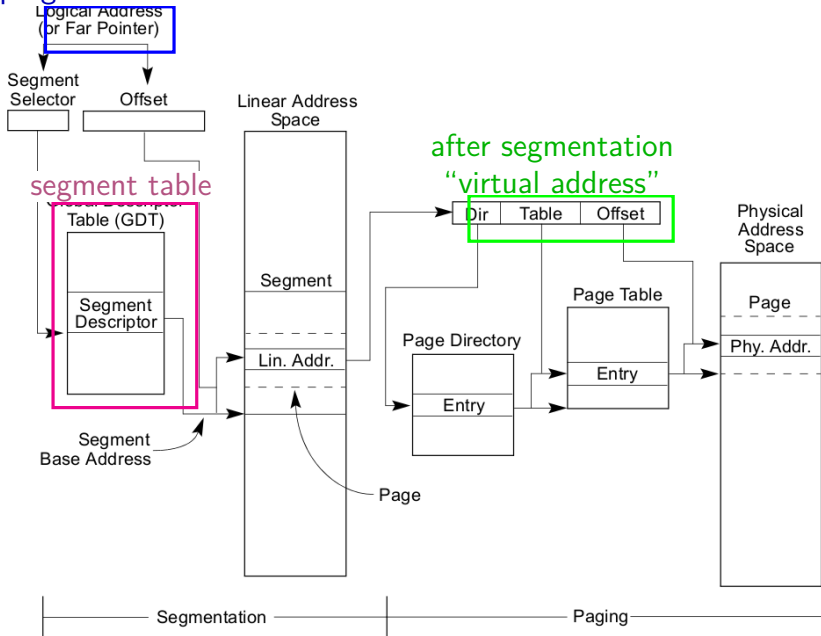 Logical Address
(or Far Pointer)
Segment
Selector
Offset
Linear Address
Space
after segmentation
“virtual address”
segment table
Global Descriptor
Table (GDT)
Dir
Table
Offset
Physical
Address
Space
Segment
Segment
Descriptor
Page Table
Page
Lin. Addr.
Page Directory
Phy. Addr.
Entry
Entry
Segment
Base Address
Page
Segmentation
Paging